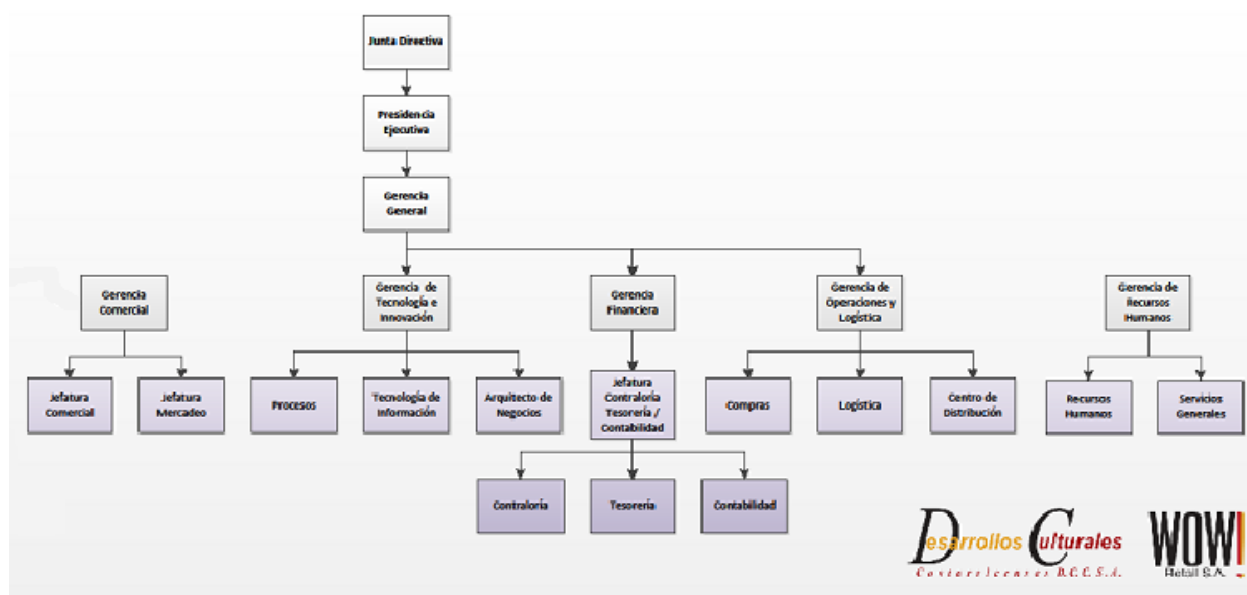 Junta Directiva
Presidencia
Ejecutiva
Gerencia
General
Gerencia
Comercial
Gerencia de
Tecnología e
Innovación
Gerencia
Financiera
Gerencia de
Operaciones y
Logística
Gerencia de
Recursos
Humanos
Jefatura
Comercial
Jefatura
Mercadeo
Procesos
Tecnología de
Información
Arquitecto de
Negocios
Jefatura
Contraloría
Tesorería /
Contabilidad
Compras
Logística
Centro de
Distribución
Recursos
Humanos
Servicios
Generales
Contraloría
Tesorería
Contabilidad
Desarrollos Culturales
Costarricenses D.C.C. S.A.
WOW!
Retail S.A.